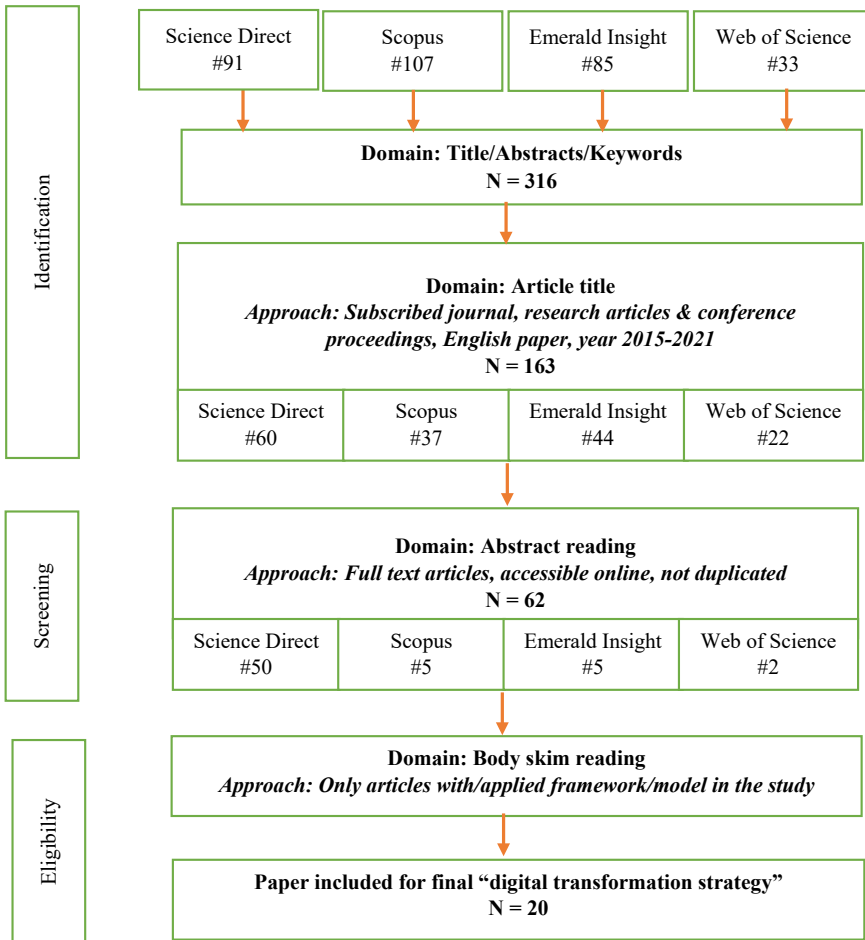 Identification
Science Direct
#91
Scopus
#107
Emerald Insight
#85
Web of Science
#33
Domain: Title/Abstracts/Keywords
N = 316
Domain: Article title
Approach: Subscribed journal, research articles & conference
proceedings, English paper, year 2015-2021
N = 163
Science Direct
#60
Scopus
#37
Emerald Insight
#44
Web of Science
#22
Screening
Domain: Abstract reading
Approach: Full text articles, accessible online, not duplicated
N = 62
Science Direct
#50
Scopus
#5
Emerald Insight
#5
Web of Science
#2
Eligibility
Domain: Body skim reading
Approach: Only articles with/applied framework/model in the study
Paper included for final “digital transformation strategy”
N = 20